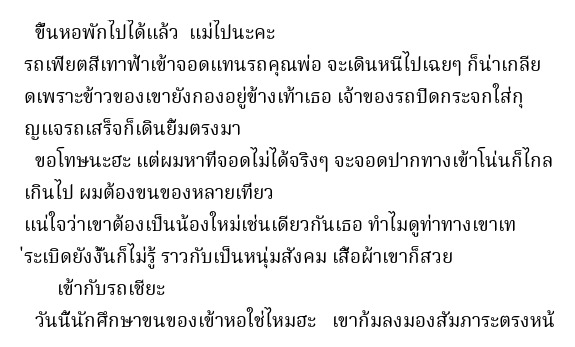 ขึ้นหอพักไปได้แล้ว  แม่ไปนะคะ
รถเฟียตสีเทาฟ้าเข้าจอดแทนรถคุณพ่อ จะเดินหนีไปเฉยๆ ก็น่าเกลีย
ดเพราะข้าวของเขายังกองอยู่ข้างเท้าเธอ เจ้าของรถปิดกระจกใส่กุ
ญแจรถเสร็จก็เดินยิ้มตรงมา
ขอโทษนะฮะ แต่ผมหาที่จอดไม่ได้จริงๆ จะจอดปากทางเข้าโน่นก็ไกล
เกินไป ผมต้องขนของหลายเที่ยว
แน่ใจว่าเขาต้องเป็นน้องใหม่เช่นเดียวกันเธอ ทำไมดูท่าทางเขาเท
่ระเบิดยังงั้นก็ไม่รู้ ราวกับเป็นหนุ่มสังคม เสื้อผ้าเขาก็สวย
เข้ากับรถเชียะ
วันนี้นักศึกษาขนของเข้าหอใช่ไหมฮะ   เขาก้มลงมองสัมภาระตรงหน้